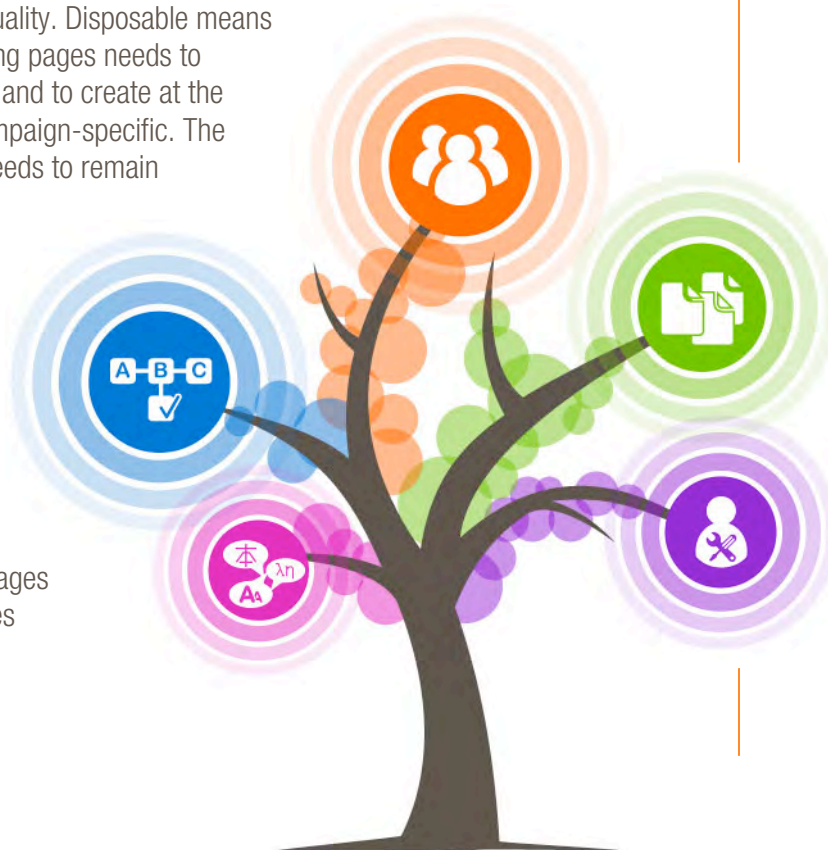 uality. Disposable means
ng pages needs to
and to create at the
mpaign-specific. The
eeds to remain
A B C
本
λη
Aa
ages
es